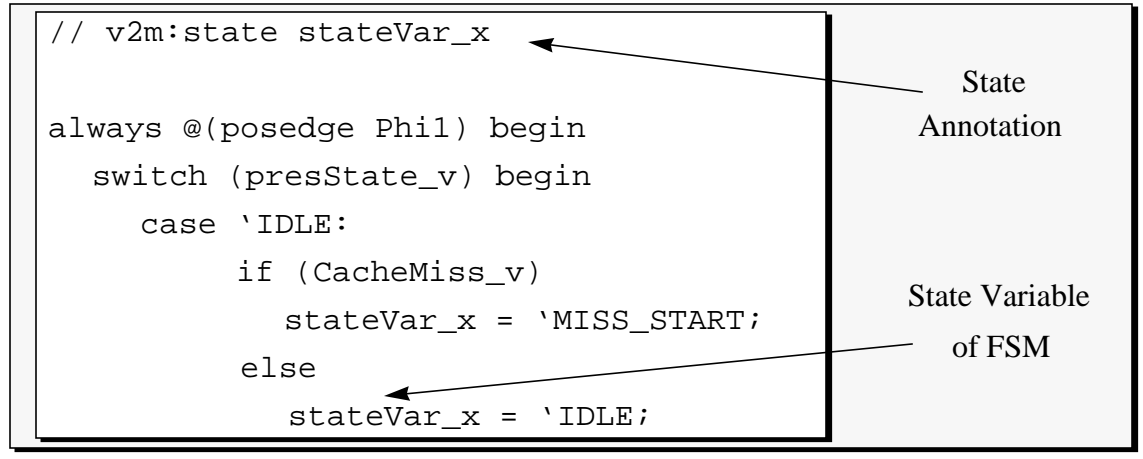 // v2m:state stateVar_x
always @(posedge Phi1) begin
switch (presState_v) begin
case ‘IDLE:
if (CacheMiss_v)
stateVar_x = ‘MISS_START;
else
stateVar_x = ‘IDLE;
State
Annotation
State Variable
of FSM